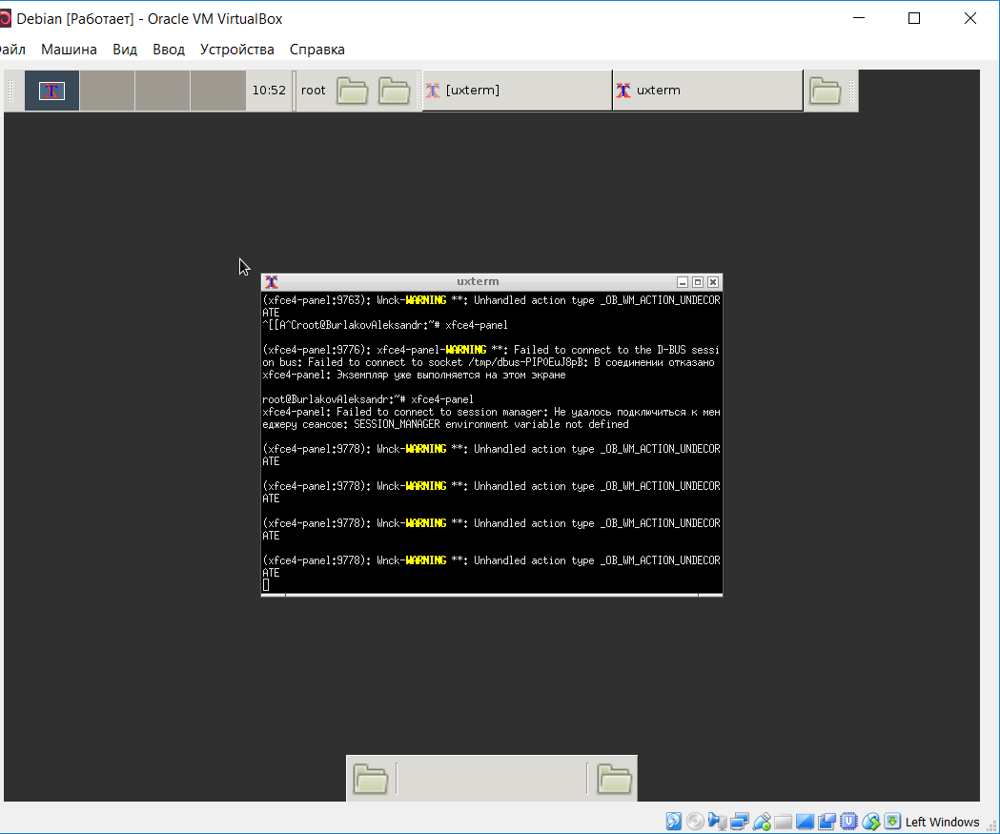 Debian [Работает] - Oracle VM VirtualBox
айл Машина Вид Ввод Устройства Справка
10:52 root [uxterm] uxterm
uxterm
(xfce4-panel:9763): Wnck-WARNING **: Unhandled action type _OB_WM_ACTION_UNDECOR
ATE
^[[A^Croot@BurlakovAleksandr:~# xfce4-panel
(xfce4-panel:9776): xfce4-panel-WARNING **: Failed to connect to the D-BUS sessi
on bus: Failed to connect to socket /tmp/dbus-PIPOEuJ8pB: В соединении отказано
xfce4-panel: Экземпляр уже выполняется на этом экране
root@BurlakovAleksandr:~# xfce4-panel
xfce4-panel: Failed to connect to session manager: Не удалось подключиться к мен
еджеру сеансов: SESSION_MANAGER environment variable not defined
(xfce4-panel:9778): Wnck-WARNING **: Unhandled action type _OB_WM_ACTION_UNDECOR
ATE
(xfce4-panel:9778): Wnck-WARNING **: Unhandled action type _OB_WM_ACTION_UNDECOR
ATE
(xfce4-panel:9778): Wnck-WARNING **: Unhandled action type _OB_WM_ACTION_UNDECOR
ATE
(xfce4-panel:9778): Wnck-WARNING **: Unhandled action type _OB_WM_ACTION_UNDECOR
ATE
Left Windows